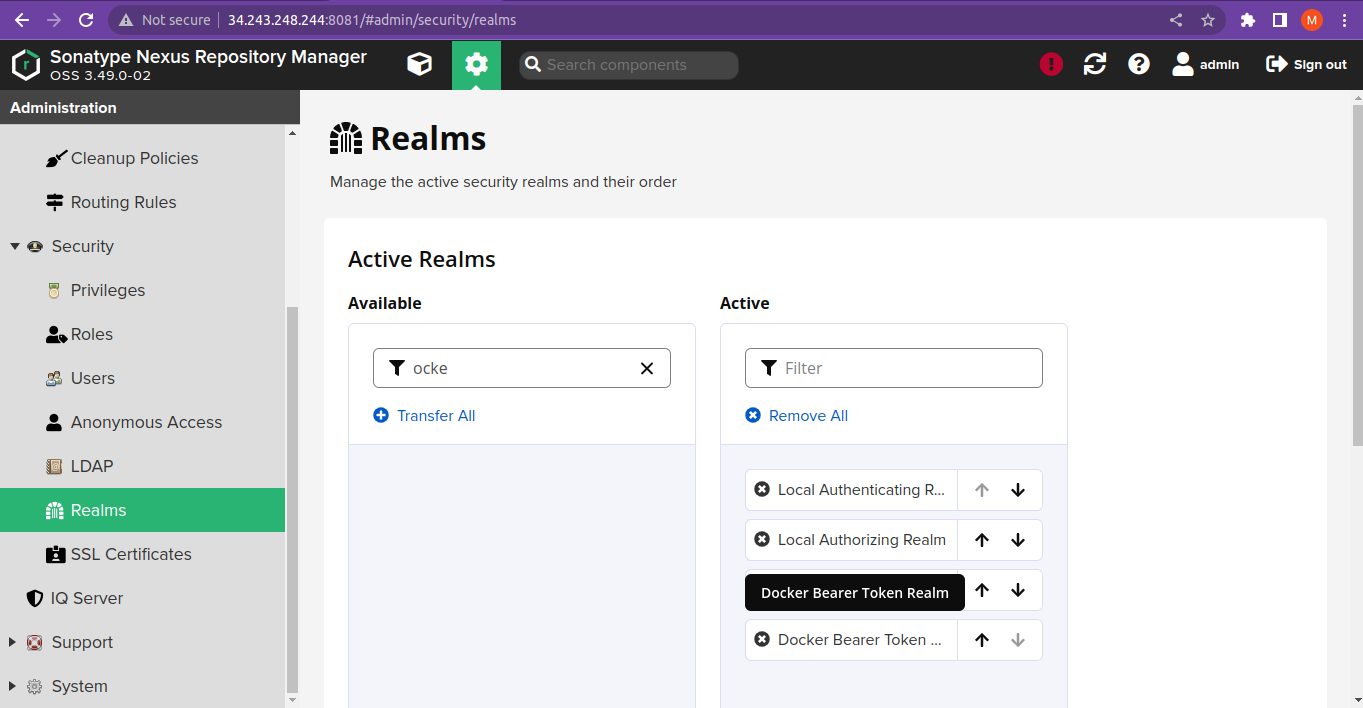 Not secure
34.243.248.244:8081/#admin/security/realms
M
Sonatype Nexus Repository Manager
OSS 3.49.0-02
Search components
admin
Sign out
Administration
Cleanup Policies
Routing Rules
Security
Privileges
Roles
Users
Anonymous Access
LDAP
Realms
SSL Certificates
IQ Server
Support
System
Realms
Manage the active security realms and their order
Active Realms
Available
ocke
Transfer All
Active
Filter
Remove All
Local Authenticating R...
Local Authorizing Realm
Docker Bearer Token Realm
Docker Bearer Token ...